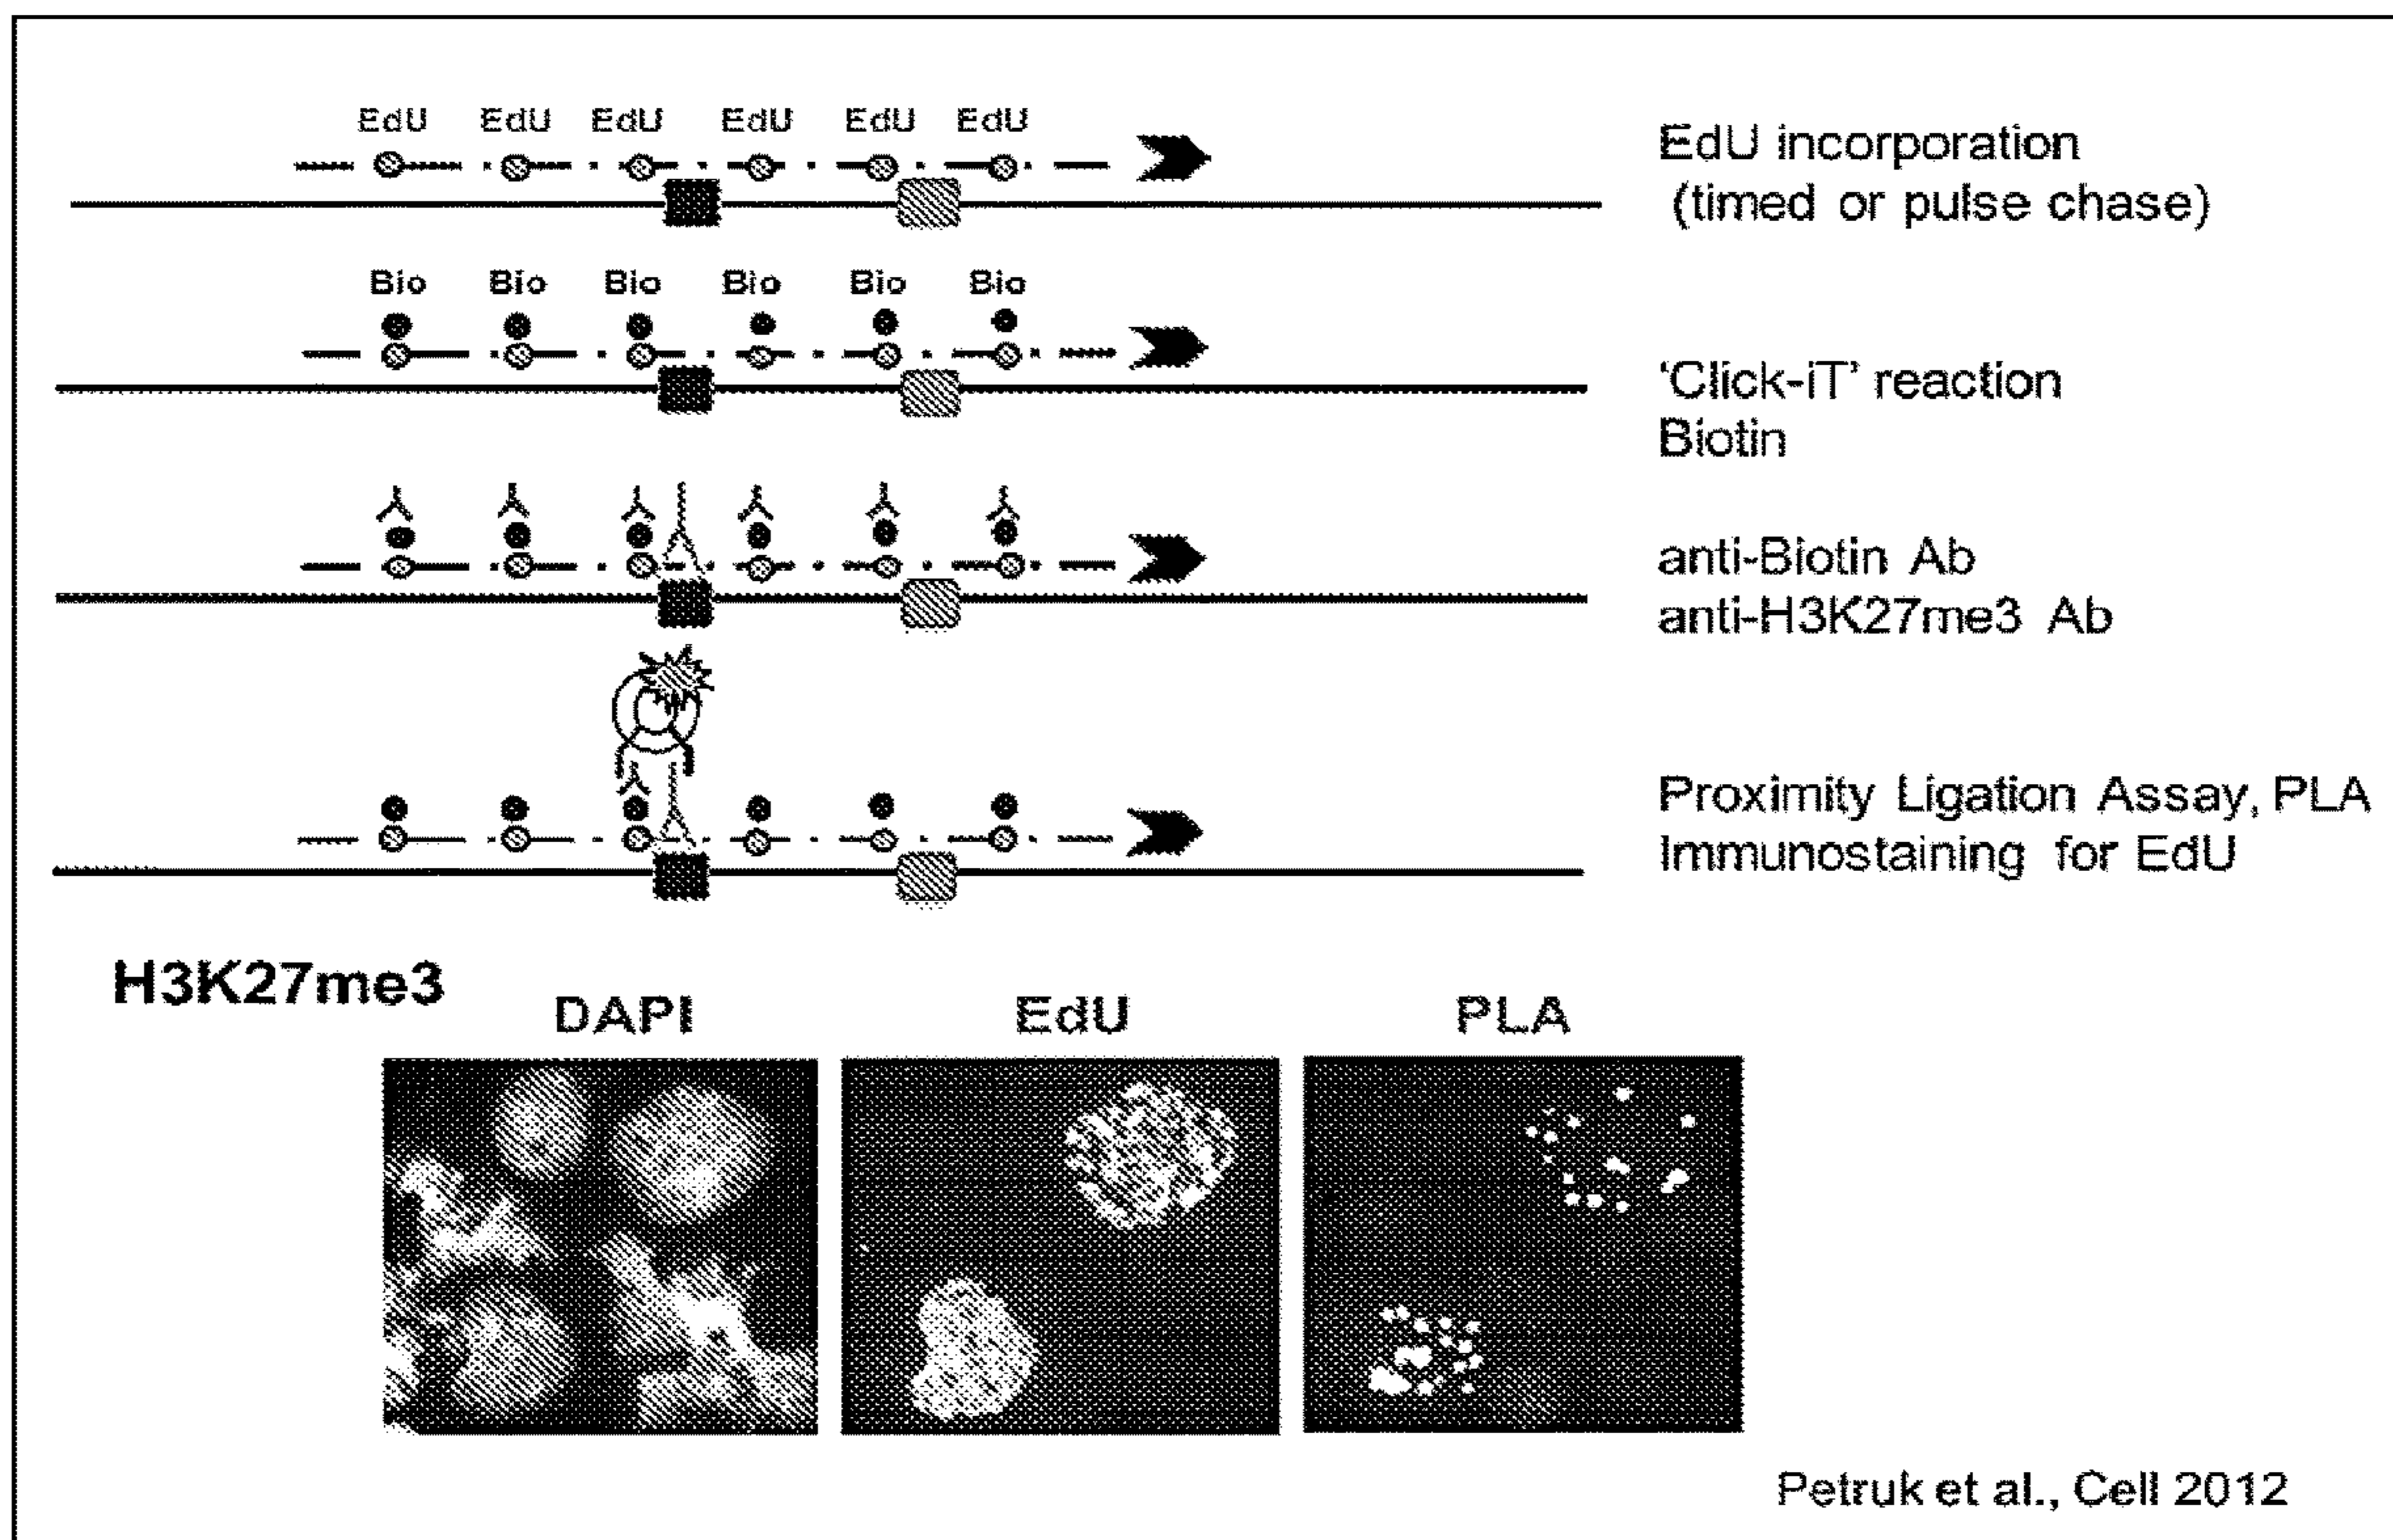 EdU EdU EdU EdU EdU EdU
EdU incorporation
(timed or pulse chase)
Bio Bio Bio Bio Bio Bio
'Click-iT' reaction
Biotin
anti-Biotin Ab
anti-H3K27me3 Ab
Proximity Ligation Assay, PLA
Immunostaining for EdU
H3K27me3
DAPI EdU PLA
Petruk et al., Cell 2012